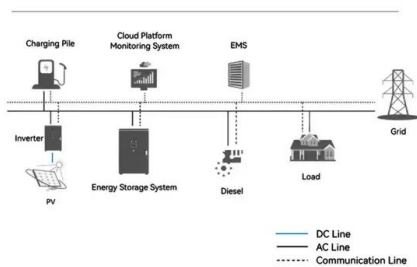 Charging Pile
Cloud Platform
Monitoring System
EMS
Grid
Inverter
PV
Energy Storage System
Diesel
Load
DC Line
AC Line
Communication Line